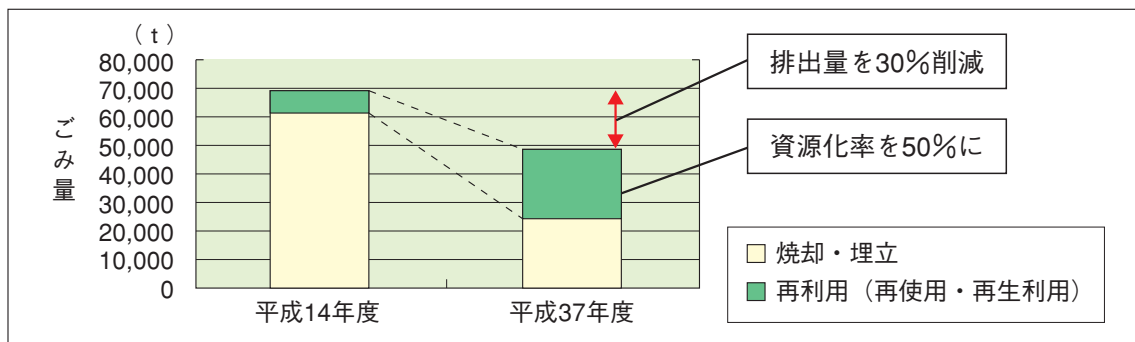 （ｔ）
80,000
70,000
60,000
50,000
40,000
30,000
20,000
10,000
0
ごみ量
平成14年度
平成37年度
排出量を30％削減
資源化率を50％に
焼却・埋立
再利用（再使用・再生利用）